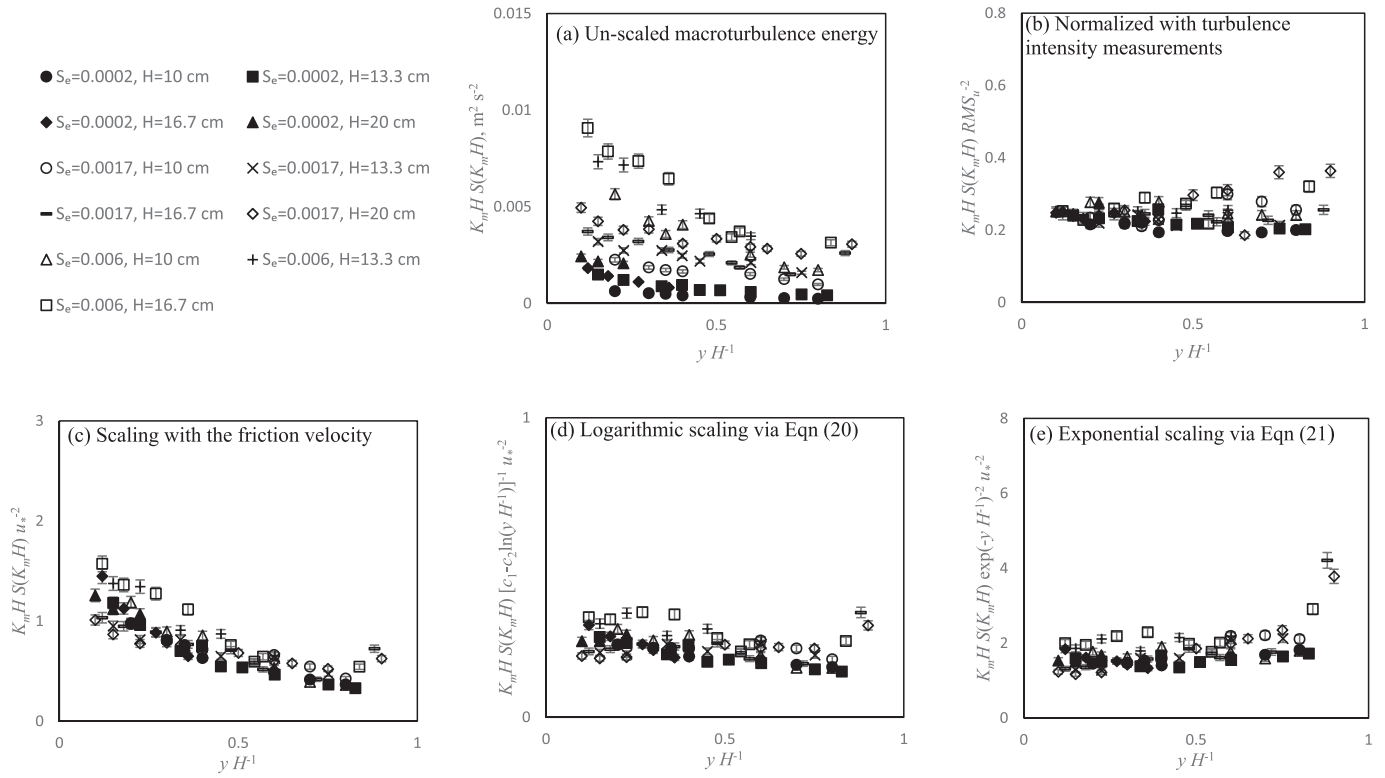 Sₑ=0.0002, H=10 cm
Sₑ=0.0002, H=13.3 cm
Sₑ=0.0002, H=16.7 cm
Sₑ=0.0002, H=20 cm
Sₑ=0.0017, H=10 cm
Sₑ=0.0017, H=13.3 cm
Sₑ=0.0017, H=16.7 cm
Sₑ=0.0017, H=20 cm
Sₑ=0.006, H=10 cm
Sₑ=0.006, H=13.3 cm
Sₑ=0.006, H=16.7 cm
(a) Un-scaled macroturbulence energy
KₘH S(KₘH), m² s⁻²
0.015
0.01
0.005
0
0
0.5
1
y H⁻¹
(b) Normalized with turbulence
intensity measurements
KₘH S(KₘH) RMSᵤ⁻²
0.8
0.6
0.4
0.2
0
0
0.5
1
y H⁻¹
(c) Scaling with the friction velocity
KₘH S(KₘH) u*⁻²
3
2
1
0
0
0.5
1
y H⁻¹
(d) Logarithmic scaling via Eqn (20)
KₘH S(KₘH) [c₁-c₂ln(y H⁻¹)]⁻¹ u*⁻²
1
0
0
0.5
1
y H⁻¹
(e) Exponential scaling via Eqn (21)
KₘH S(KₘH) exp(-y H⁻¹)⁻² u*⁻²
8
6
4
2
0
0
0.5
1
y H⁻¹